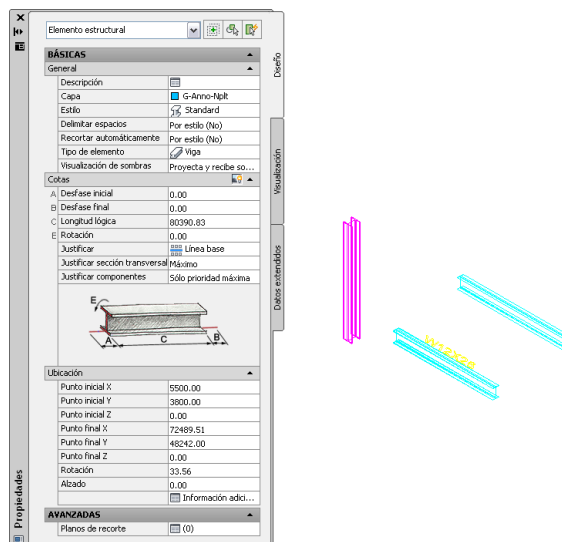 Elemento estructural
BÁSICAS
General
Descripción
Capa G-Anno-Nplt
Estilo Standard
Delimitar espacios Por estilo (No)
Recortar automáticamente Por estilo (No)
Tipo de elemento Viga
Visualización de sombras Proyecta y recibe so...
Cotas
A Desfase inicial 0.00
B Desfase final 0.00
C Longitud lógica 80390.83
E Rotación 0.00
Justificar Línea base
Justificar sección transversal Máximo
Justificar componentes Sólo prioridad máxima
E
A C B
Ubicación
Punto inicial X 5500.00
Punto inicial Y 3800.00
Punto inicial Z 0.00
Punto final X 72489.51
Punto final Y 48242.00
Punto final Z 0.00
Rotación 33.56
Alzado 0.00
Información adici...
AVANZADAS
Planos de recorte (0)
Propiedades
Diseño
Visualización
Datos extendidos